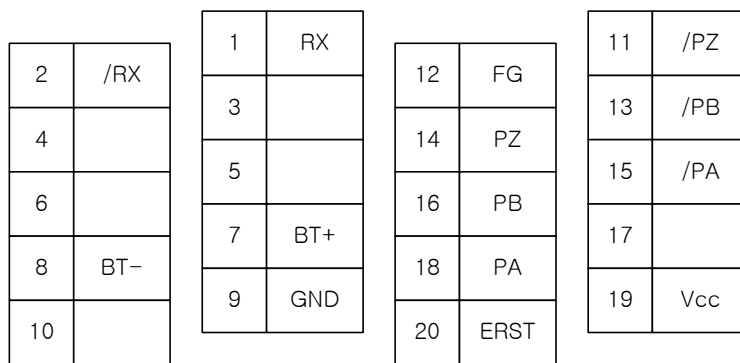 2 /RX
4
6
8 BT-
10
1 RX
3
5
7 BT+
9 GND
12 FG
14 PZ
16 PB
18 PA
20 ERST
11 /PZ
13 /PB
15 /PA
17
19 Vcc